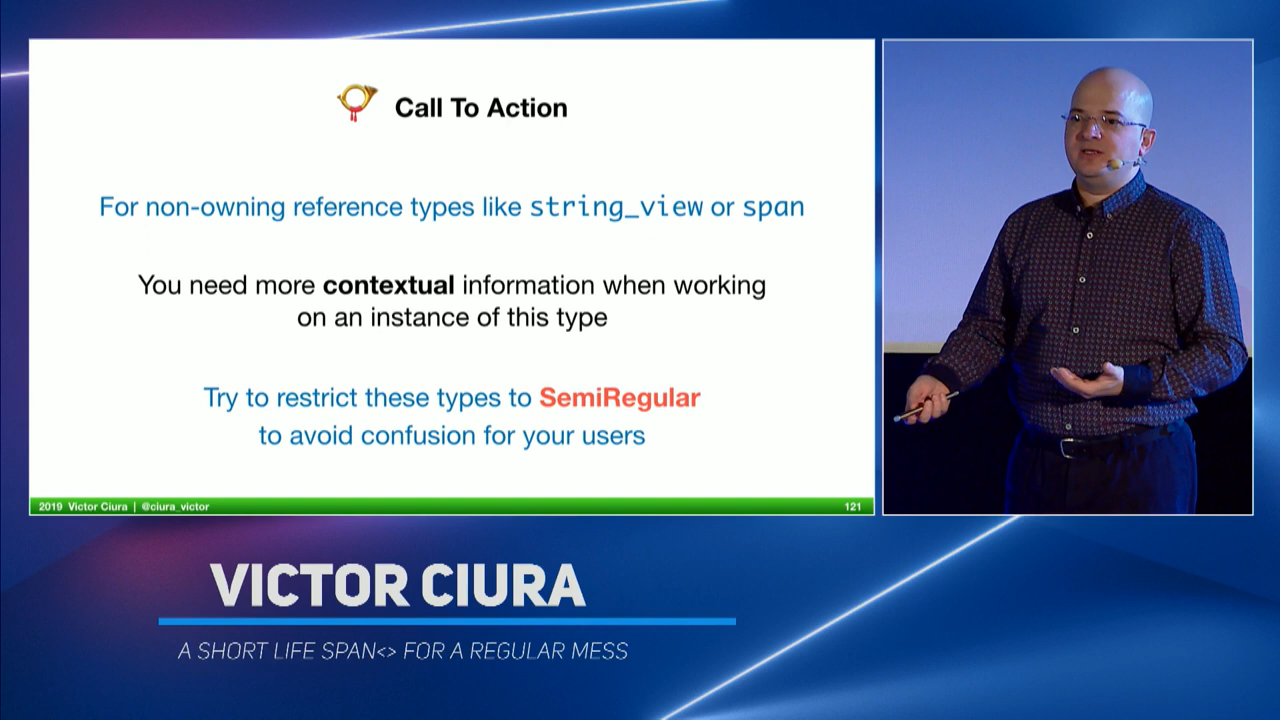 Call To Action
For non-owning reference types like string_view or span
You need more contextual information when working
on an instance of this type
Try to restrict these types to SemiRegular
to avoid confusion for your users
2019 Victor Ciura | @ciura_victor
121
VICTOR CIURA
A SHORT LIFE SPAN<> FOR A REGULAR MESS